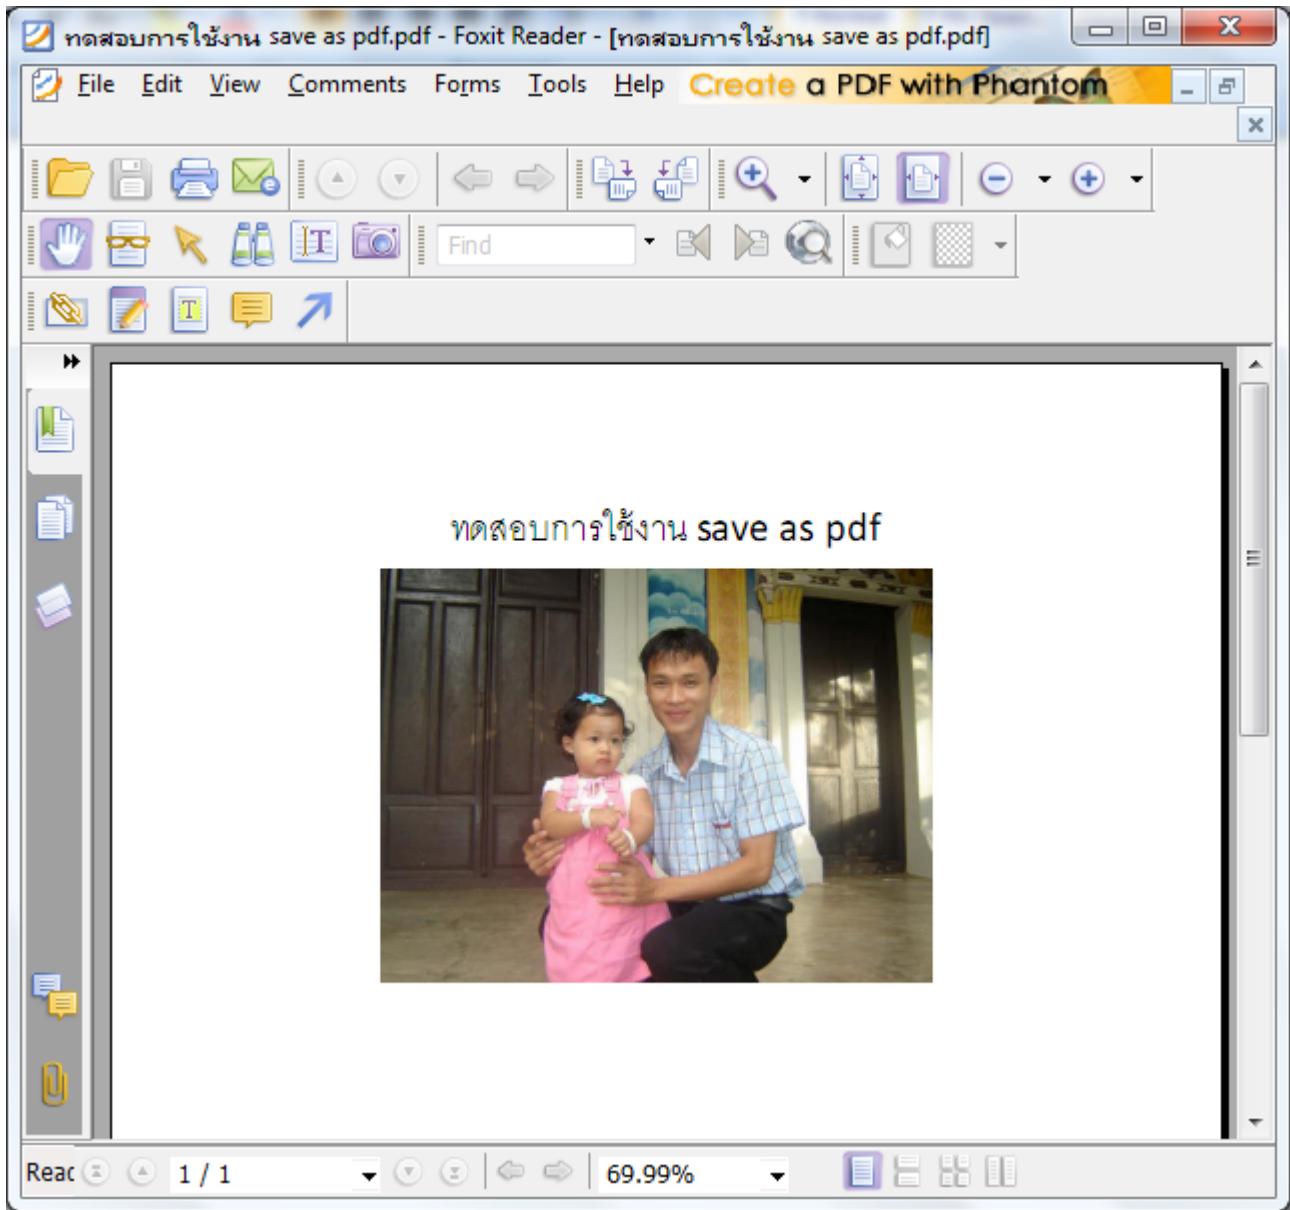 ทดสอบการใช้งาน save as pdf.pdf - Foxit Reader - [ทดสอบการใช้งาน save as pdf.pdf]
File Edit View Comments Forms Tools Help Create a PDF with Phantom
Find
ทดสอบการใช้งาน save as pdf
Reac 1 / 1 69.99%